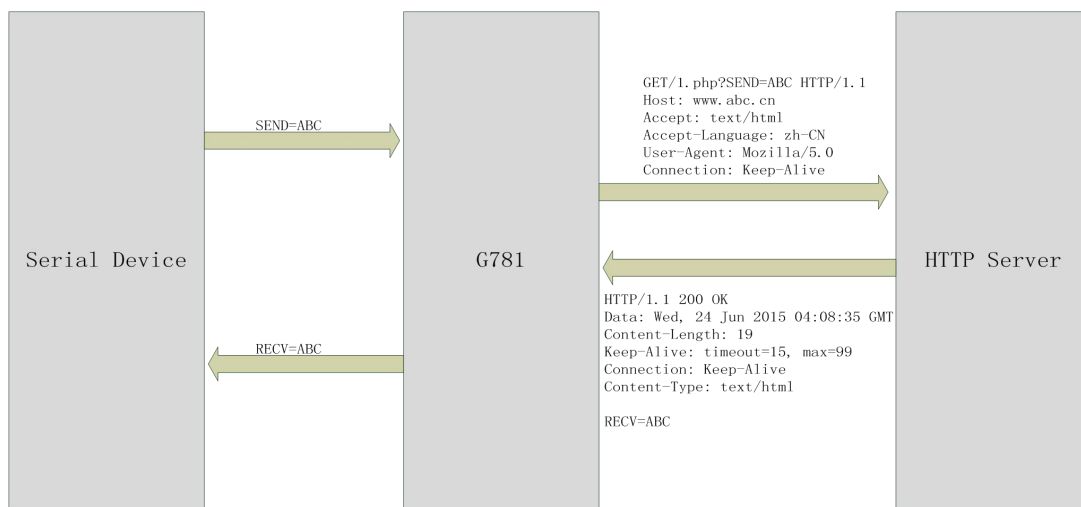 GET/1.php?SEND=ABC HTTP/1.1
Host: www.abc.cn
Accept: text/html
Accept-Language: zh-CN
User-Agent: Mozilla/5.0
Connection: Keep-Alive
SEND=ABC
Serial Device
G781
HTTP Server
HTTP/1.1 200 OK
Data: Wed, 24 Jun 2015 04:08:35 GMT
Content-Length: 19
Keep-Alive: timeout=15, max=99
Connection: Keep-Alive
Content-Type: text/html
RECV=ABC
RECV=ABC